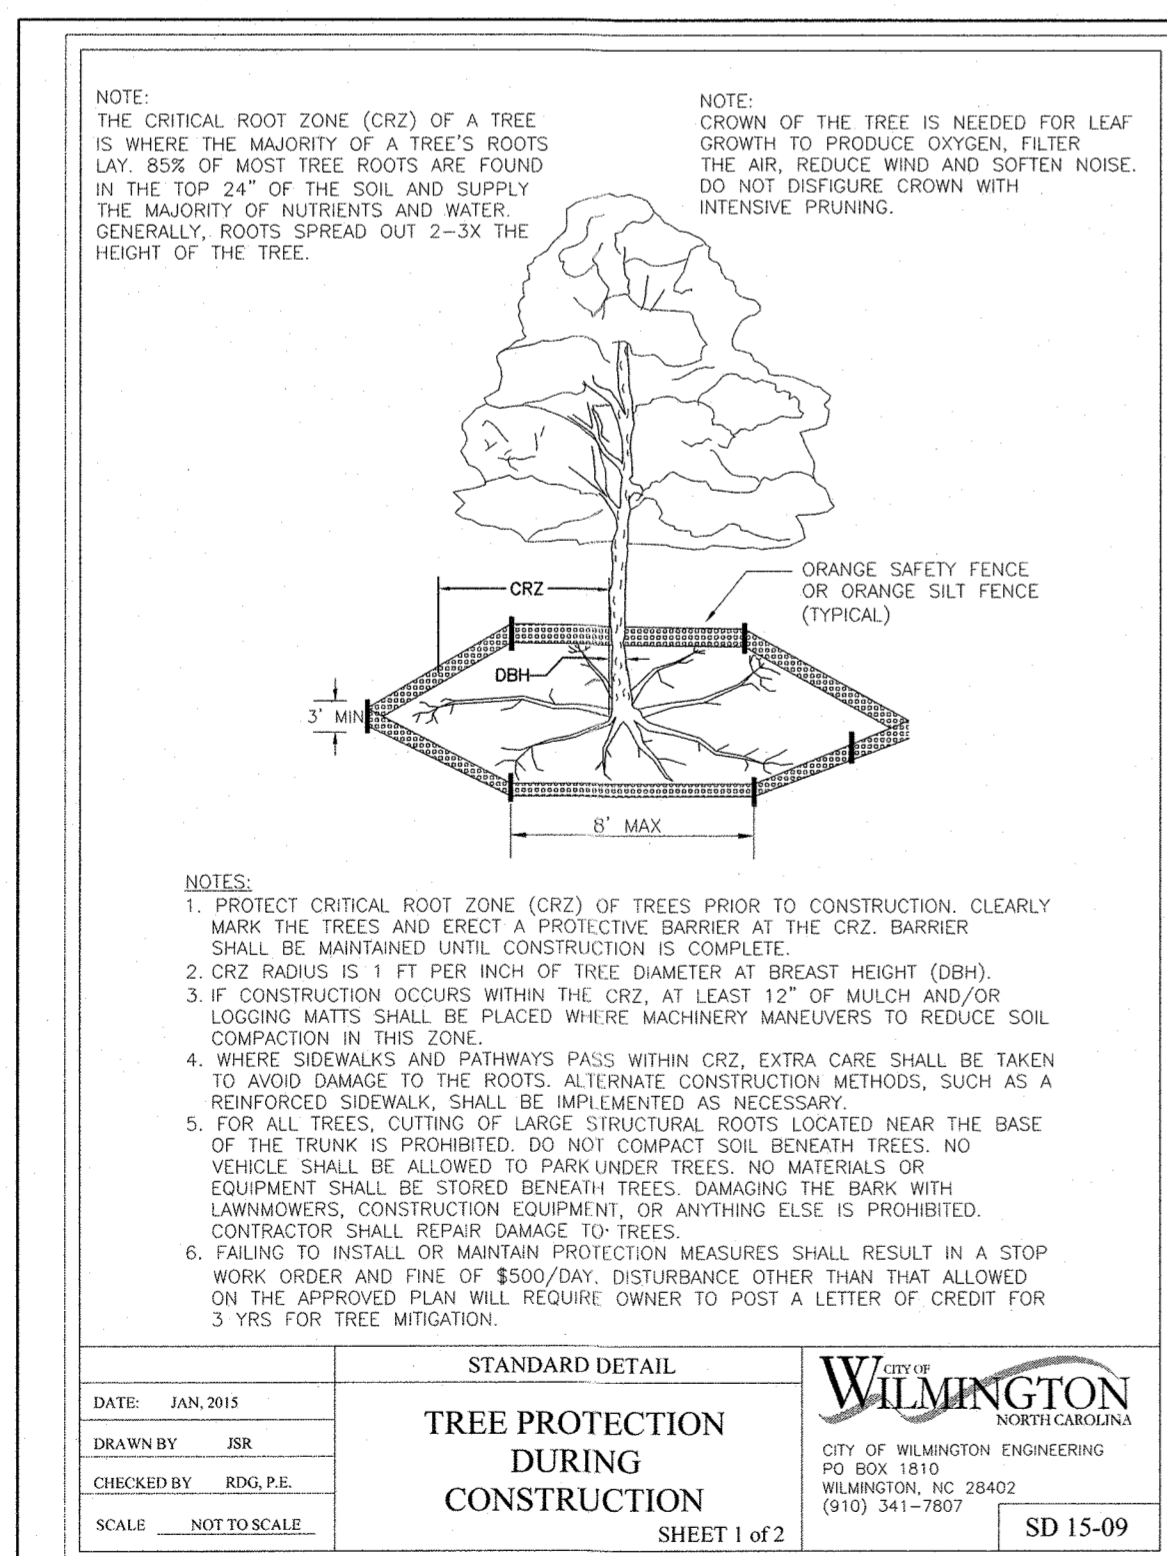 NOTE:
THE CRITICAL ROOT ZONE (CRZ) OF A TREE
IS WHERE THE MAJORITY OF A TREE'S ROOTS
LAY. 85% OF MOST TREE ROOTS ARE FOUND
IN THE TOP 24" OF THE SOIL AND SUPPLY
THE MAJORITY OF NUTRIENTS AND WATER.
GENERALLY, ROOTS SPREAD OUT 2-3X THE
HEIGHT OF THE TREE.
NOTE:
CROWN OF THE TREE IS NEEDED FOR LEAF
GROWTH TO PRODUCE OXYGEN, FILTER
THE AIR, REDUCE WIND AND SOFTEN NOISE.
DO NOT DISFIGURE CROWN WITH
INTENSIVE PRUNING.
ORANGE SAFETY FENCE
OR ORANGE SILT FENCE
(TYPICAL)
CRZ
DBH
3' MIN
8' MAX
NOTES:
1. PROTECT CRITICAL ROOT ZONE (CRZ) OF TREES PRIOR TO CONSTRUCTION. CLEARLY
MARK THE TREES AND ERECT A PROTECTIVE BARRIER AT THE CRZ. BARRIER
SHALL BE MAINTAINED UNTIL CONSTRUCTION IS COMPLETE.
2. CRZ RADIUS IS 1 FT PER INCH OF TREE DIAMETER AT BREAST HEIGHT (DBH).
3. IF CONSTRUCTION OCCURS WITHIN THE CRZ, AT LEAST 12" OF MULCH AND/OR
LOGGING MATTS SHALL BE PLACED WHERE MACHINERY MANEUVERS TO REDUCE SOIL
COMPACTION IN THIS ZONE.
4. WHERE SIDEWALKS AND PATHWAYS PASS WITHIN CRZ, EXTRA CARE SHALL BE TAKEN
TO AVOID DAMAGE TO THE ROOTS. ALTERNATE CONSTRUCTION METHODS, SUCH AS A
REINFORCED SIDEWALK, SHALL BE IMPLEMENTED AS NECESSARY.
5. FOR ALL TREES, CUTTING OF LARGE STRUCTURAL ROOTS LOCATED NEAR THE BASE
OF THE TRUNK IS PROHIBITED. DO NOT COMPACT SOIL BENEATH TREES. NO
VEHICLE SHALL BE ALLOWED TO PARK UNDER TREES. NO MATERIALS OR
EQUIPMENT SHALL BE STORED BENEATH TREES. DAMAGING THE BARK WITH
LAWNMOWERS, CONSTRUCTION EQUIPMENT, OR ANYTHING ELSE IS PROHIBITED.
CONTRACTOR SHALL REPAIR DAMAGE TO TREES.
6. FAILING TO INSTALL OR MAINTAIN PROTECTION MEASURES SHALL RESULT IN A STOP
WORK ORDER AND FINE OF $500/DAY. DISTURBANCE OTHER THAN THAT ALLOWED
ON THE APPROVED PLAN WILL REQUIRE OWNER TO POST A LETTER OF CREDIT FOR
3 YRS FOR TREE MITIGATION.
DATE: JAN, 2015
DRAWN BY JSR
CHECKED BY RDG, P.E.
SCALE NOT TO SCALE
STANDARD DETAIL
TREE PROTECTION
DURING
CONSTRUCTION
SHEET 1 of 2
CITY OF
WILMINGTON
NORTH CAROLINA
CITY OF WILMINGTON ENGINEERING
PO BOX 1810
WILMINGTON, NC 28402
(910) 341-7807
SD 15-09